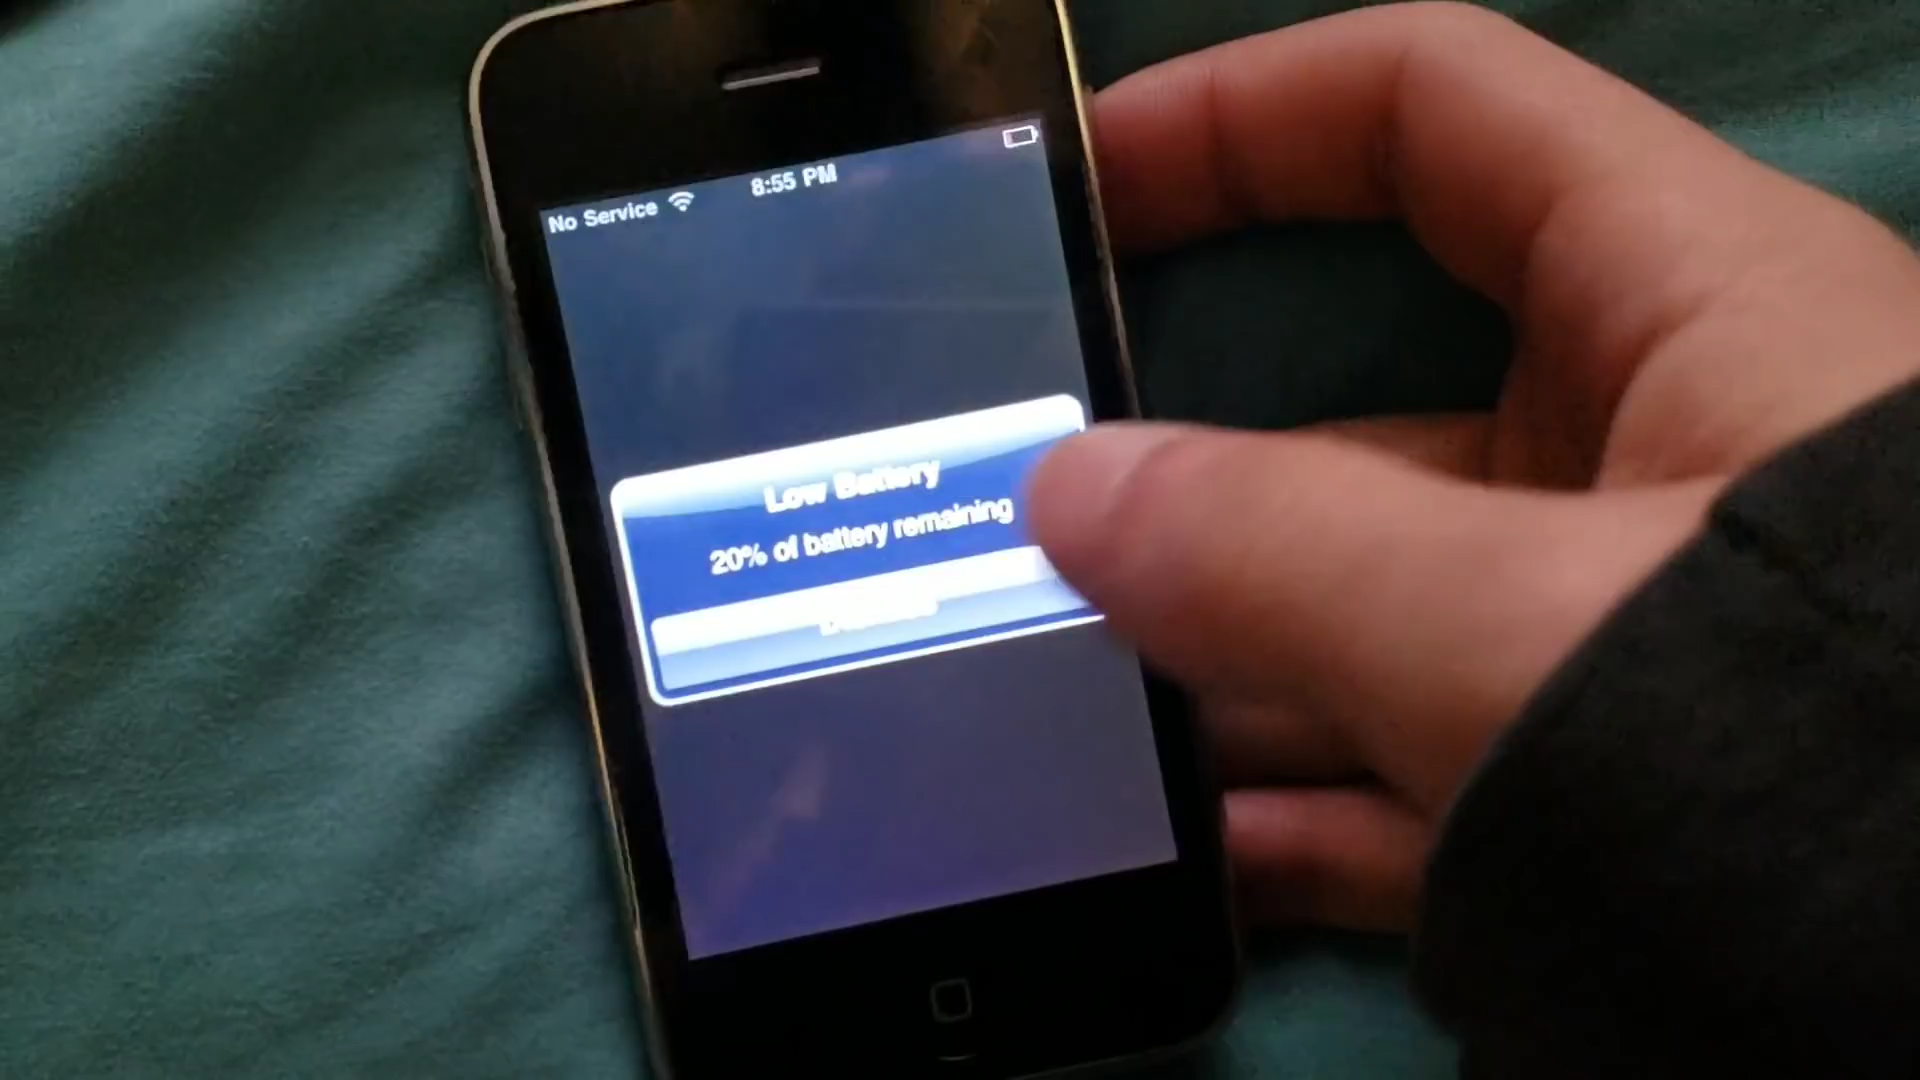 No Service 8:55 PM
Low Battery
20% of battery remaining